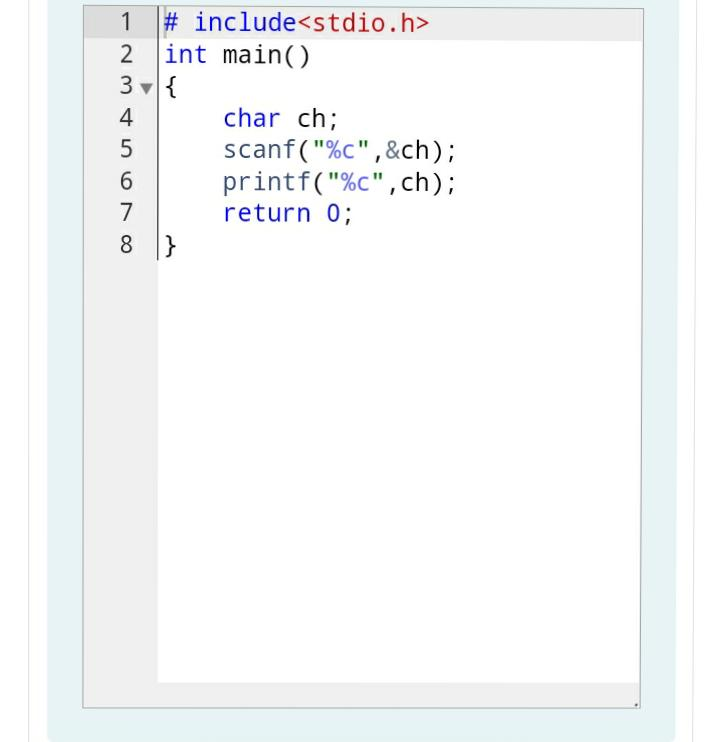 1 # include<stdio.h>
2 int main()
3 {
4 char ch;
5 scanf("%c",&ch);
6 printf("%c",ch);
7 return 0;
8 }